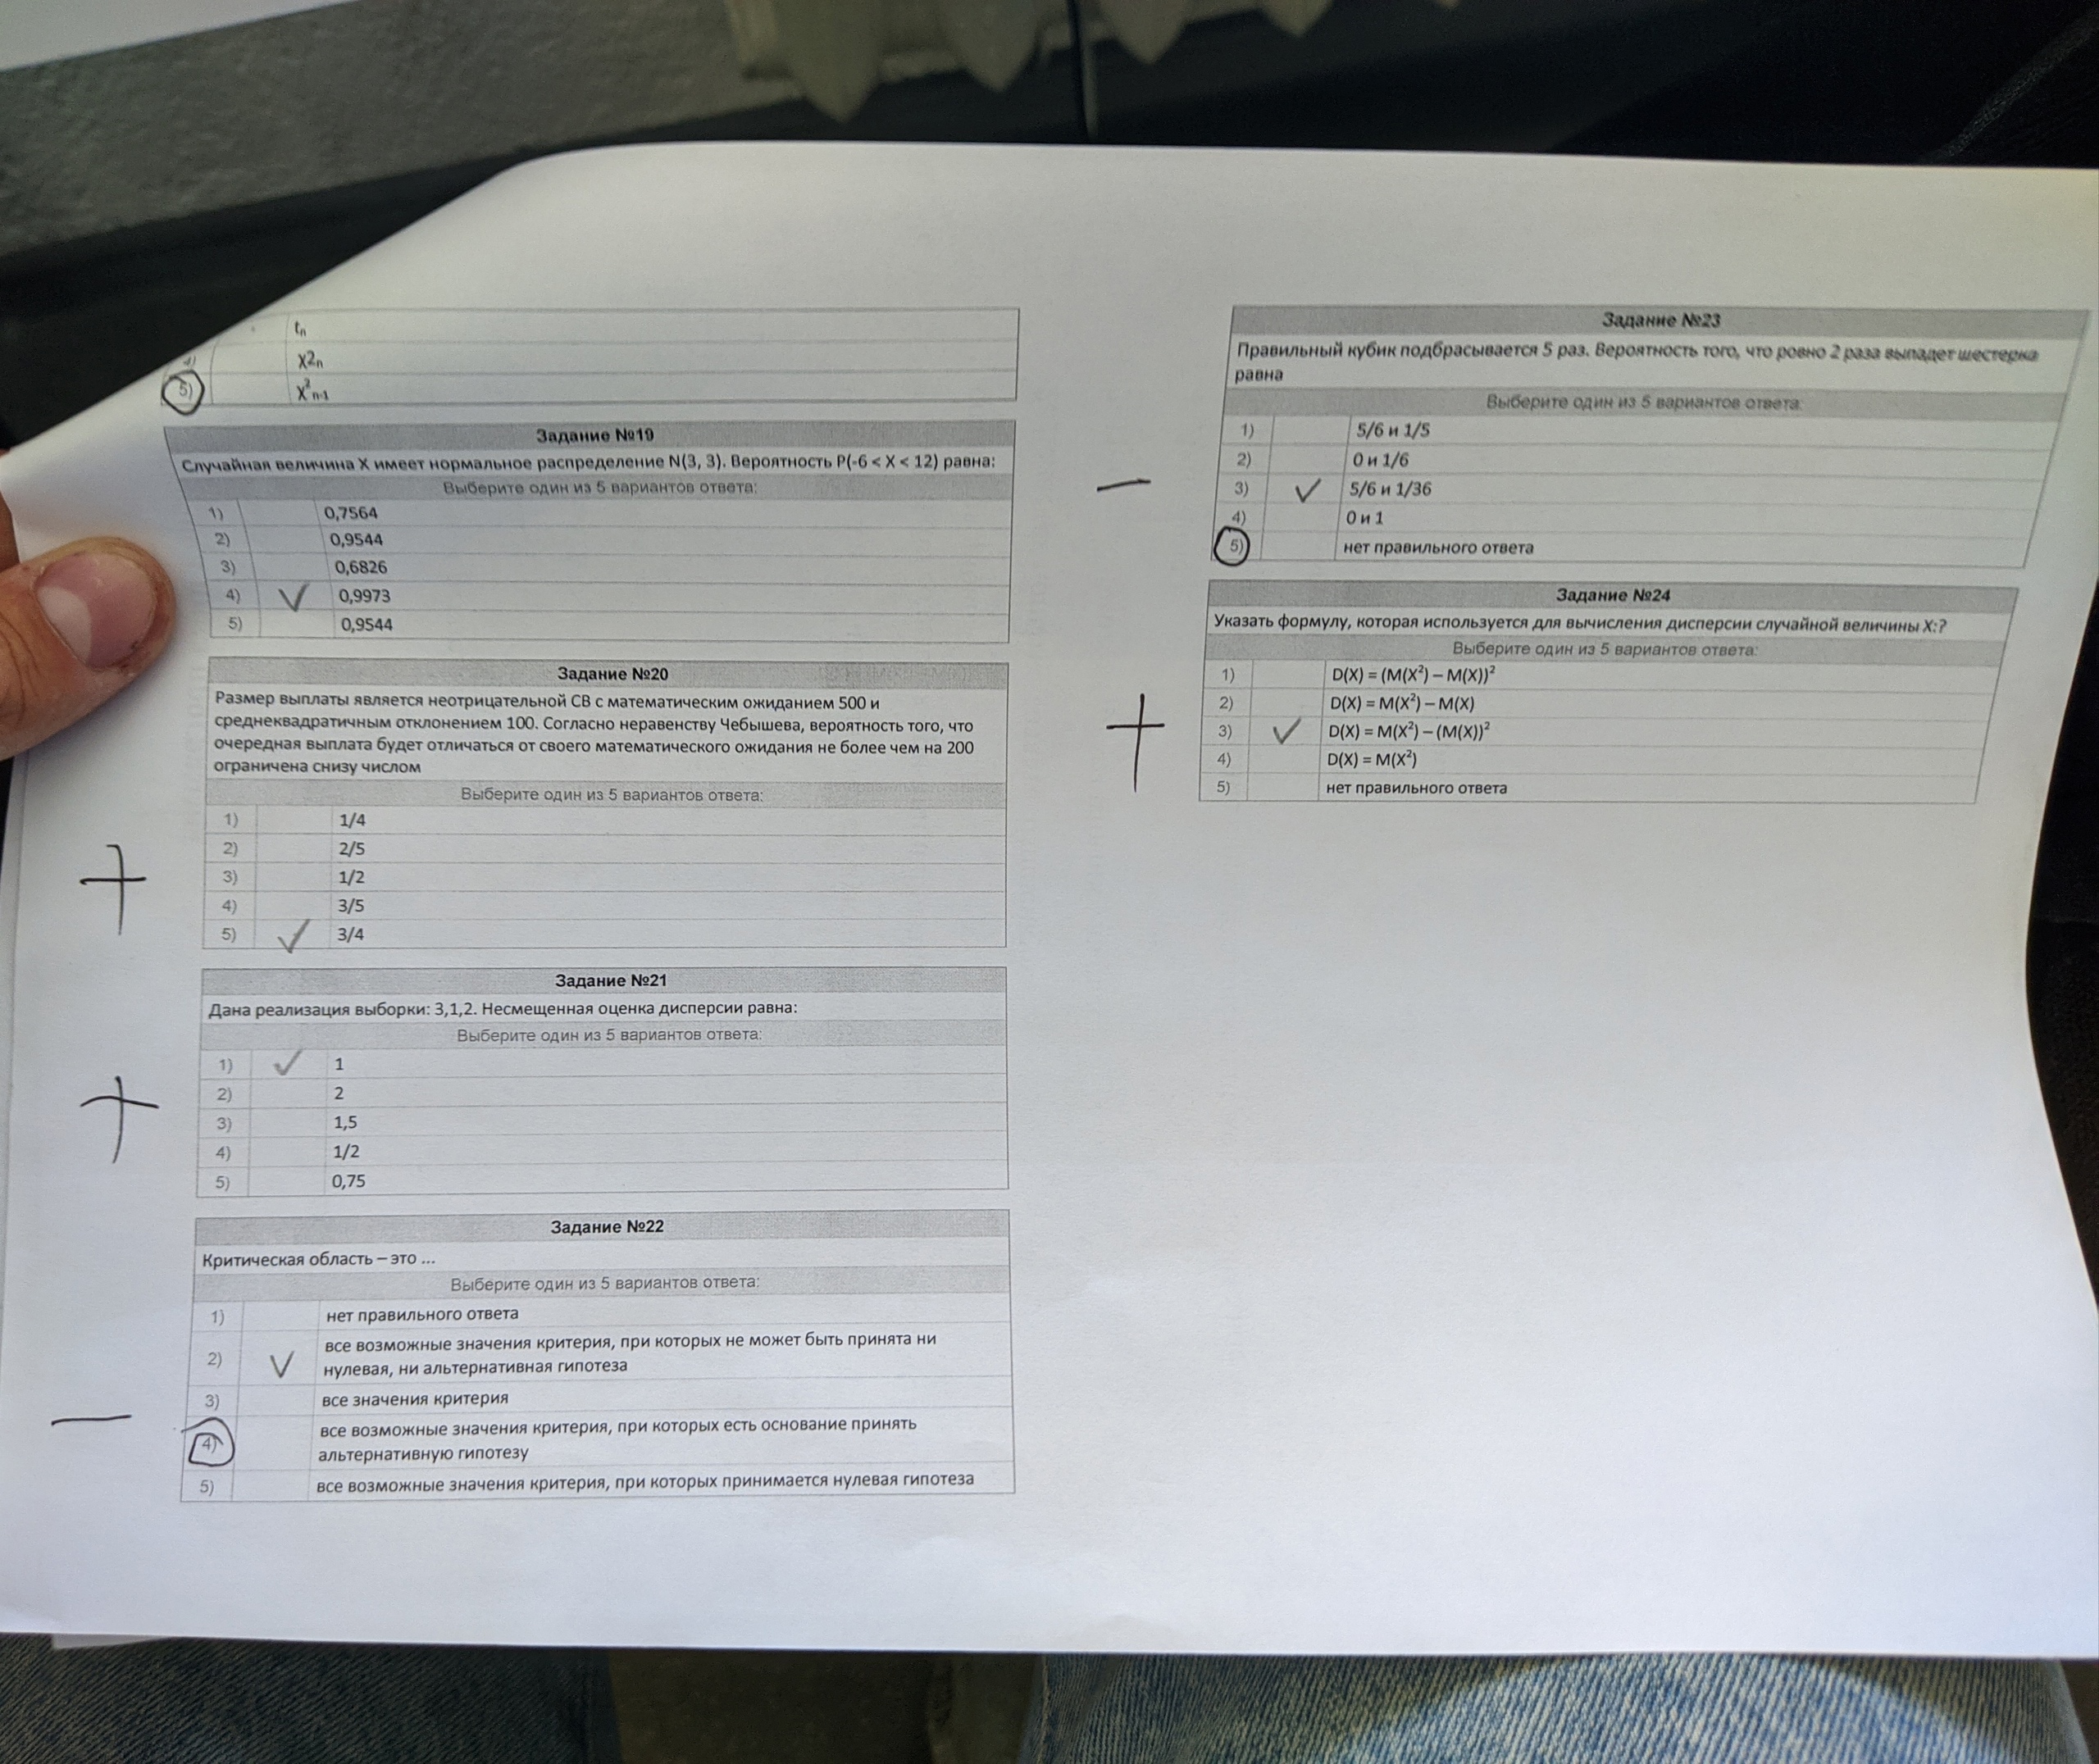 tₙ
4) X2ₙ
5) X²ₙ₋₁
Задание №19
Случайная величина X имеет нормальное распределение N(3, 3). Вероятность P(-6 < X < 12) равна:
Выберите один из 5 вариантов ответа:
1) 0,7564
2) 0,9544
3) 0,6826
4) ✓ 0,9973
5) 0,9544
Задание №20
Размер выплаты является неотрицательной СВ с математическим ожиданием 500 и
среднеквадратичным отклонением 100. Согласно неравенству Чебышева, вероятность того, что
очередная выплата будет отличаться от своего математического ожидания не более чем на 200
ограничена снизу числом
Выберите один из 5 вариантов ответа:
1) 1/4
2) 2/5
3) 1/2
4) 3/5
5) ✓ 3/4
+
Задание №21
Дана реализация выборки: 3,1,2. Несмещенная оценка дисперсии равна:
Выберите один из 5 вариантов ответа:
1) ✓ 1
2) 2
3) 1,5
4) 1/2
5) 0,75
+
Задание №22
Критическая область – это ...
Выберите один из 5 вариантов ответа:
1) нет правильного ответа
2) ✓ все возможные значения критерия, при которых не может быть принята ни
нулевая, ни альтернативная гипотеза
3) все значения критерия
4) все возможные значения критерия, при которых есть основание принять
альтернативную гипотезу
5) все возможные значения критерия, при которых принимается нулевая гипотеза
–
Задание №23
Правильный кубик подбрасывается 5 раз. Вероятность того, что ровно 2 раза выпадет шестерка
равна
Выберите один из 5 вариантов ответа:
1) 5/6 и 1/5
2) 0 и 1/6
3) ✓ 5/6 и 1/36
4) 0 и 1
5) нет правильного ответа
–
Задание №24
Указать формулу, которая используется для вычисления дисперсии случайной величины X:?
Выберите один из 5 вариантов ответа:
1) D(X) = (M(X²) – M(X))²
2) D(X) = M(X²) – M(X)
3) ✓ D(X) = M(X²) – (M(X))²
4) D(X) = M(X²)
5) нет правильного ответа
+